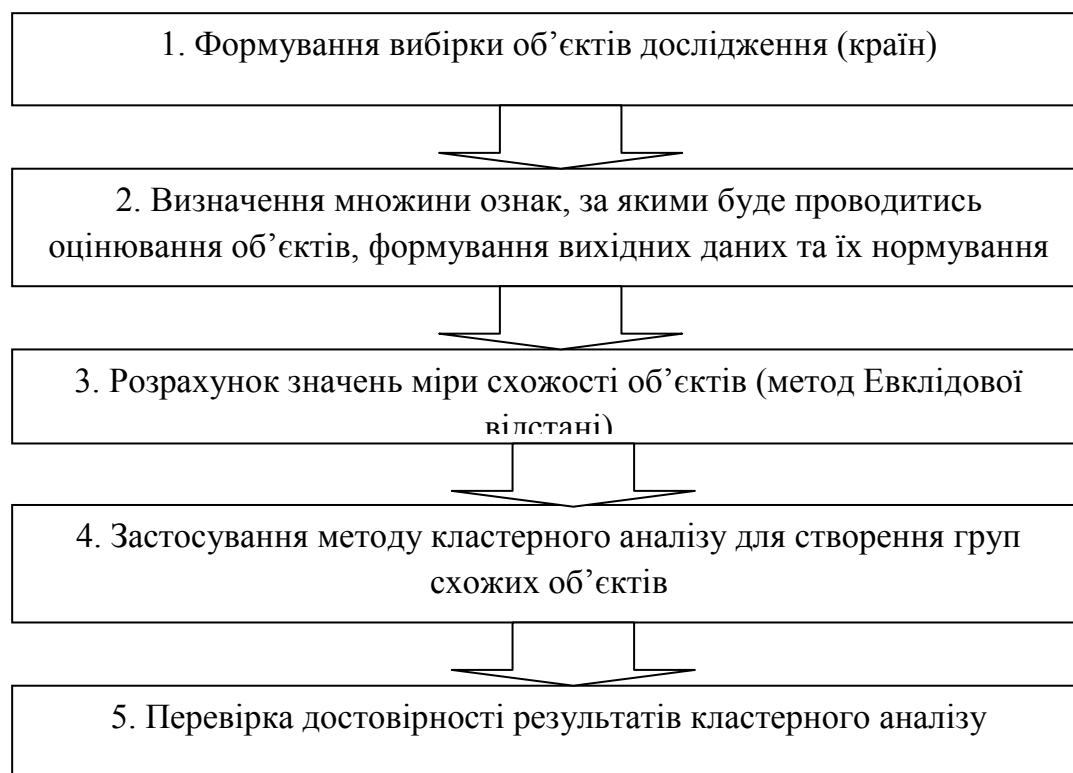 1. Формування вибірки об’єктів дослідження (країн)
2. Визначення множини ознак, за якими буде проводитись
оцінювання об’єктів, формування вихідних даних та їх нормування
3. Розрахунок значень міри схожості об’єктів (метод Евклідової
відстані)
4. Застосування методу кластерного аналізу для створення груп
схожих об’єктів
5. Перевірка достовірності результатів кластерного аналізу